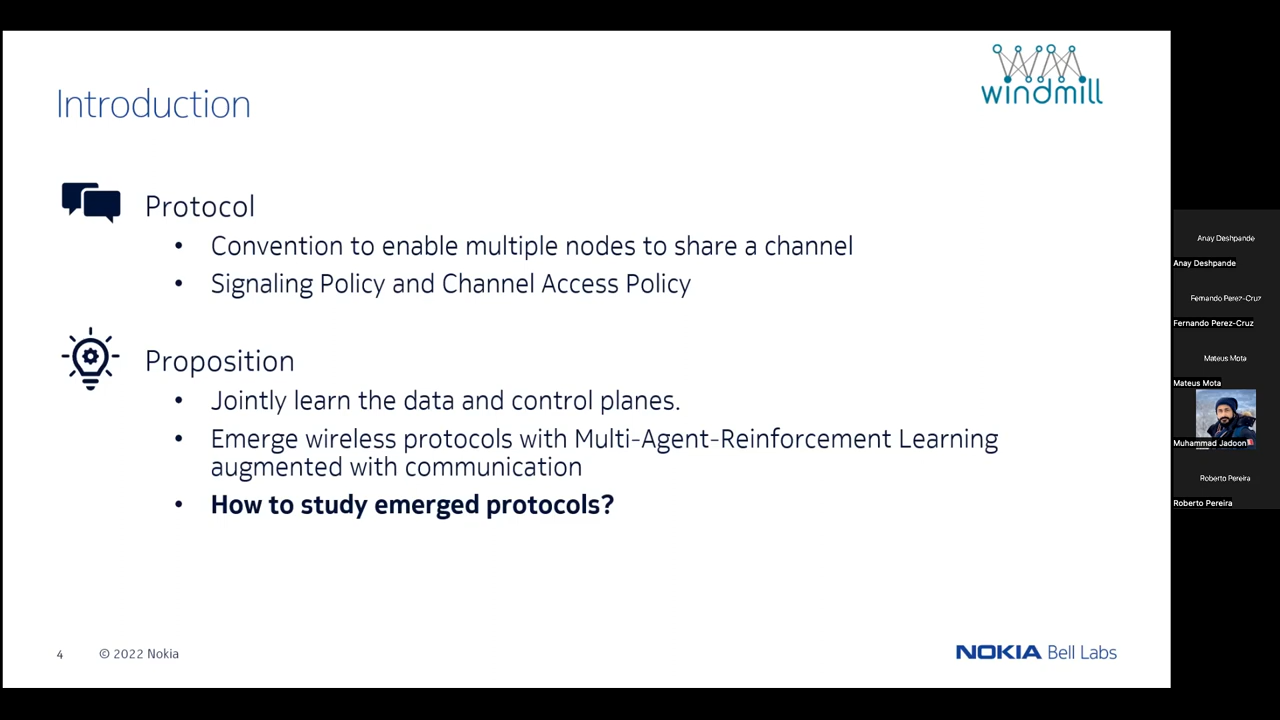 Introduction
windmill
Protocol
• Convention to enable multiple nodes to share a channel
• Signaling Policy and Channel Access Policy
Proposition
• Jointly learn the data and control planes.
• Emerge wireless protocols with Multi-Agent-Reinforcement Learning
augmented with communication
• How to study emerged protocols?
4 © 2022 Nokia
NOKIA Bell Labs
Anay Deshpande
Anay Deshpande
Fernando Perez-Cruz
Fernando Perez-Cruz
Mateus Mota
Mateus Mota
Muhammad Jadoon
Roberto Pereira
Roberto Pereira